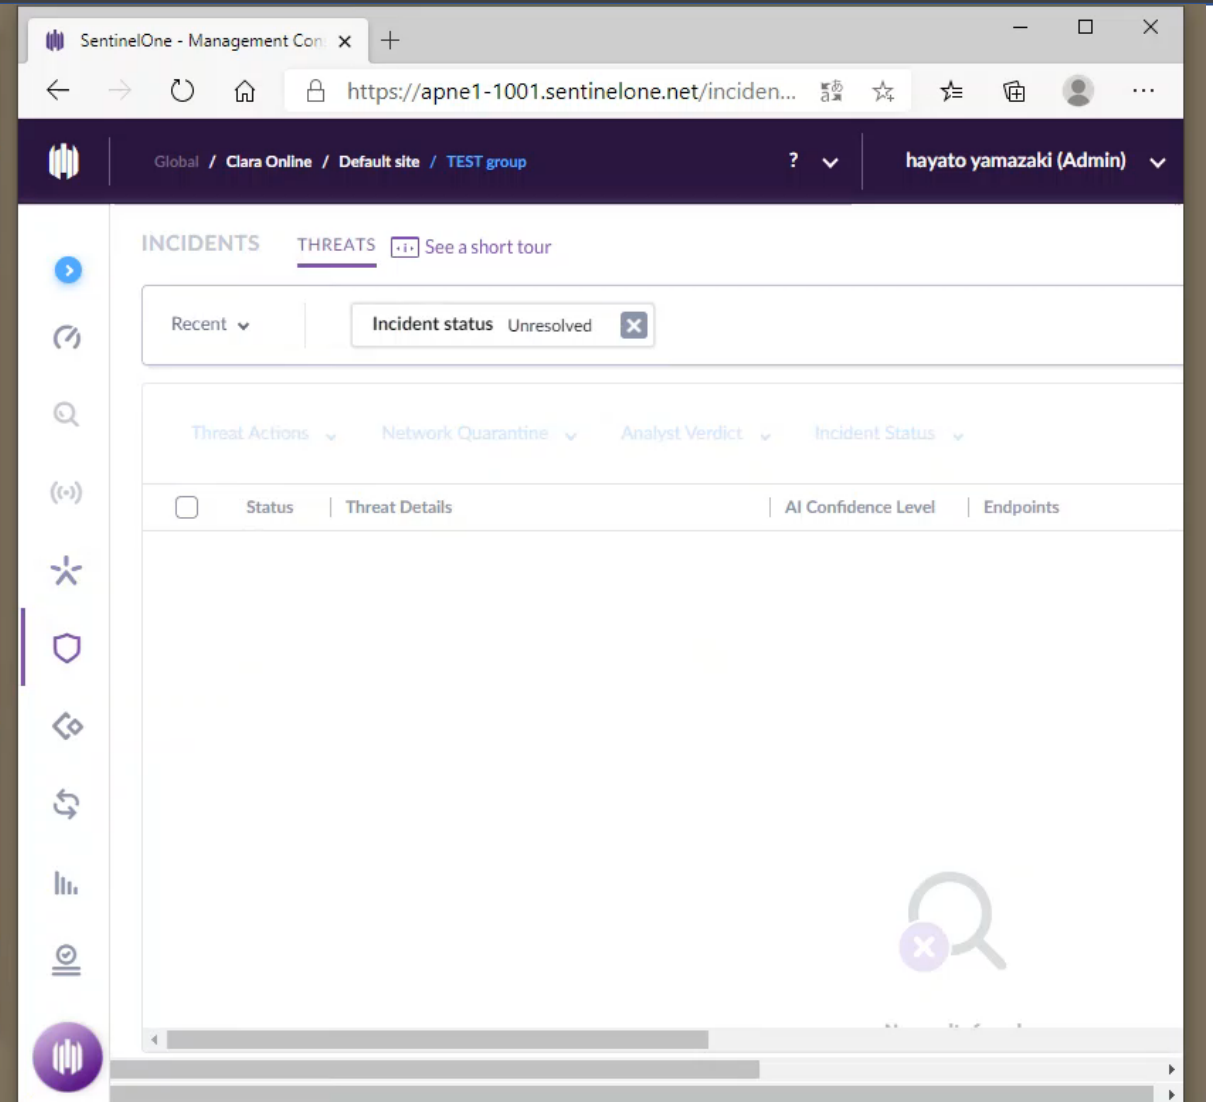 SentinelOne - Management Con
https://apne1-1001.sentinelone.net/inciden...
Global / Clara Online / Default site / TEST group
?
hayato yamazaki (Admin)
INCIDENTS
THREATS
See a short tour
Recent
Incident status Unresolved
Threat Actions
Network Quarantine
Analyst Verdict
Incident Status
Status
Threat Details
AI Confidence Level
Endpoints